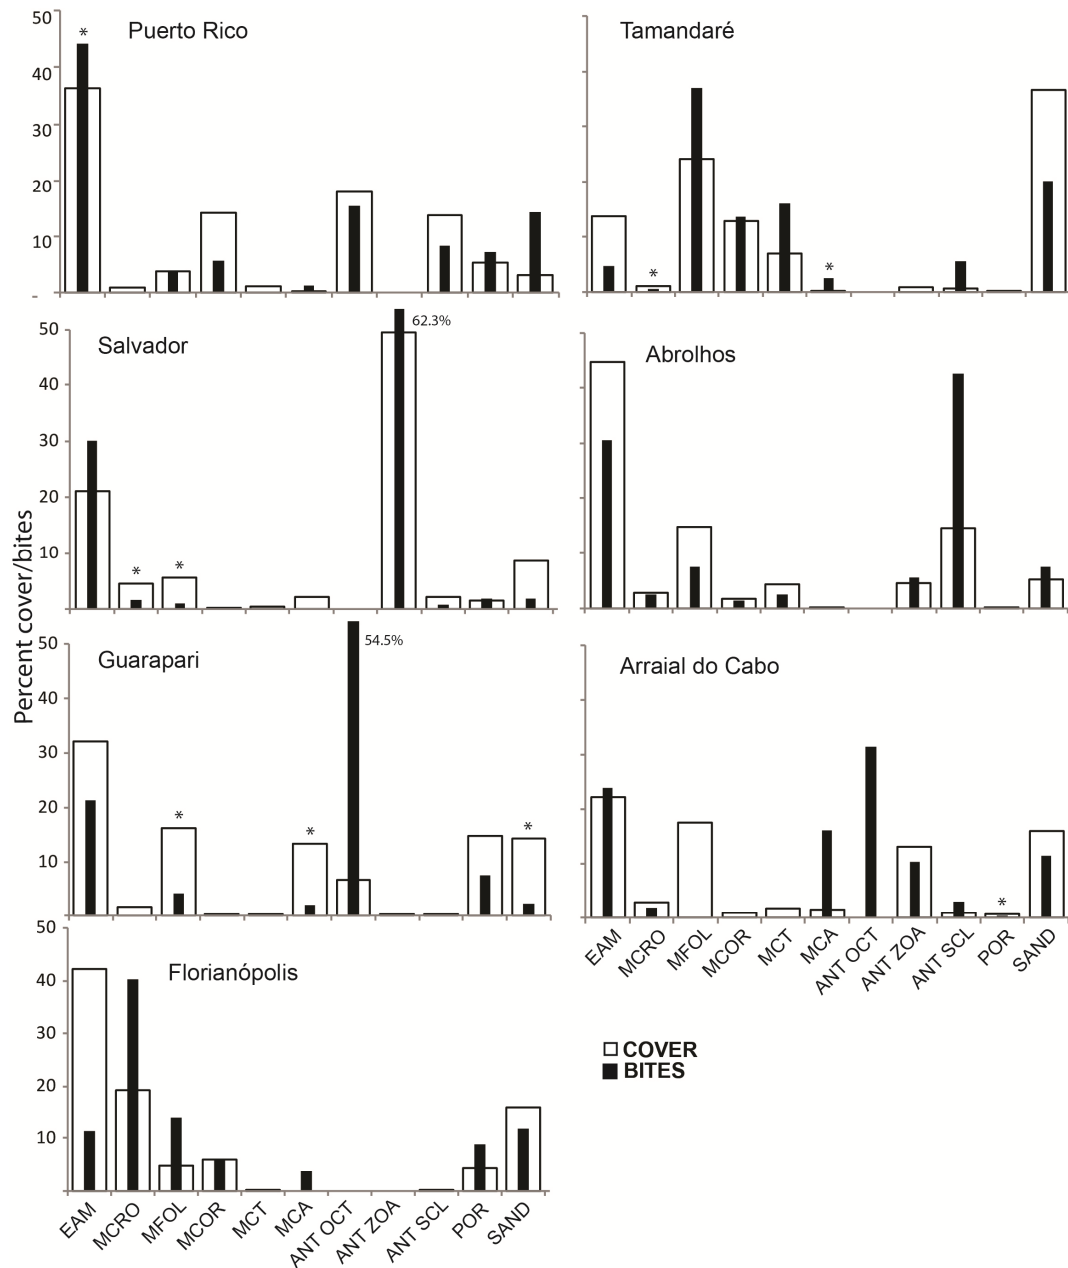 Puerto Rico
50
40
30
20
10
-
*
Tamandaré
*
*
Percent cover/bites
Salvador
50
40
30
20
10
*
*
62.3%
Abrolhos
Guarapari
50
40
30
20
10
*
*
54.5%
*
Arraial do Cabo
*
EAM
MCRO
MFOL
MCOR
MCT
MCA
ANT OCT
ANT ZOA
ANT SCL
POR
SAND
Florianópolis
50
40
30
20
10
EAM
MCRO
MFOL
MCOR
MCT
MCA
ANT OCT
ANT ZOA
ANT SCL
POR
SAND
COVER
BITES